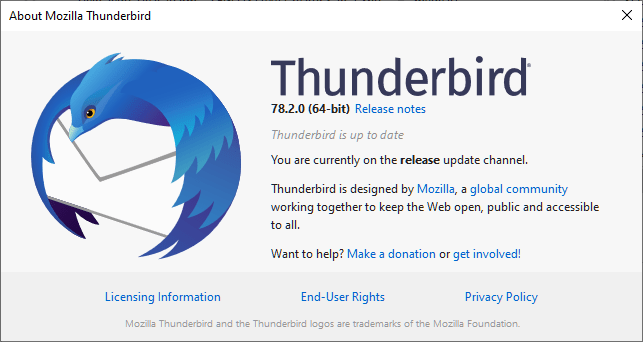 About Mozilla Thunderbird
Thunderbird
78.2.0 (64-bit) Release notes
Thunderbird is up to date
You are currently on the release update channel.
Thunderbird is designed by Mozilla, a global community
working together to keep the Web open, public and accessible
to all.
Want to help? Make a donation or get involved!
Licensing Information End-User Rights Privacy Policy
Mozilla Thunderbird and the Thunderbird logos are trademarks of the Mozilla Foundation.